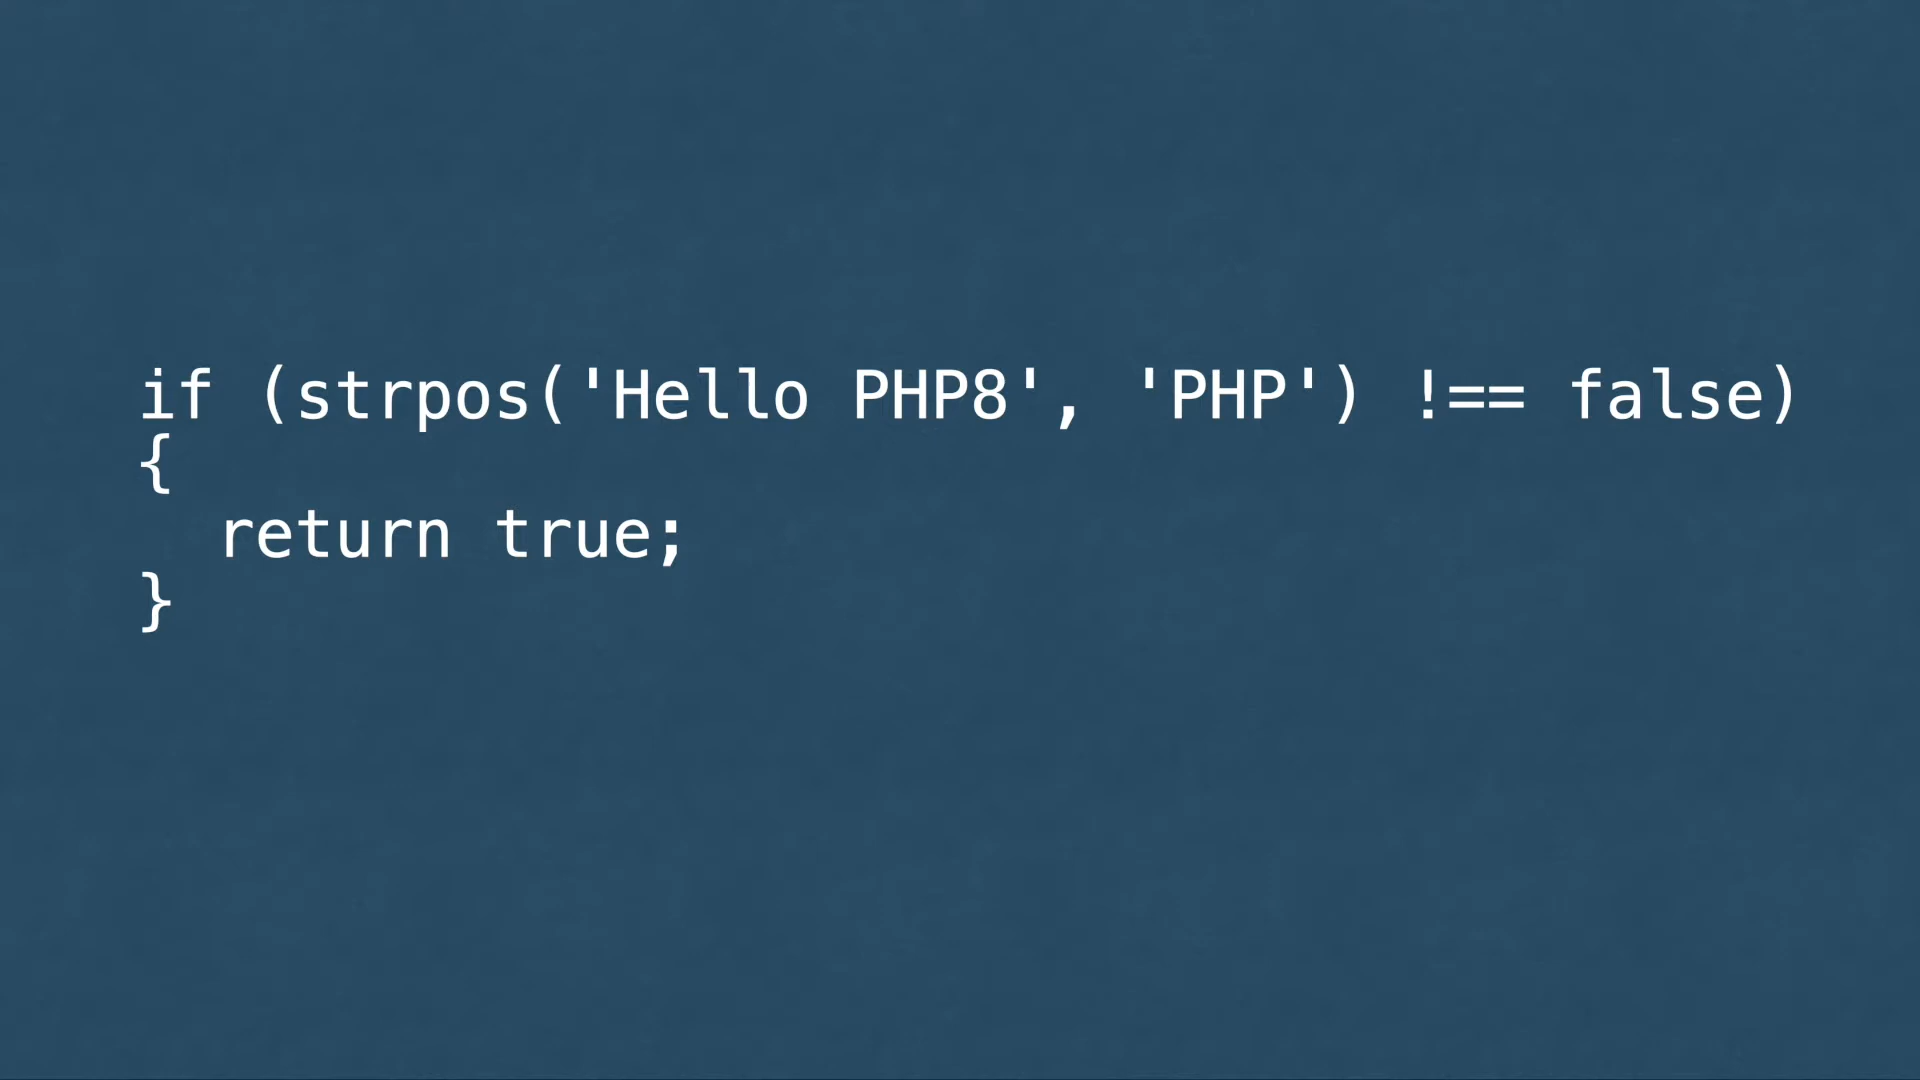 if (strpos('Hello PHP8', 'PHP') !== false)
{
  return true;
}